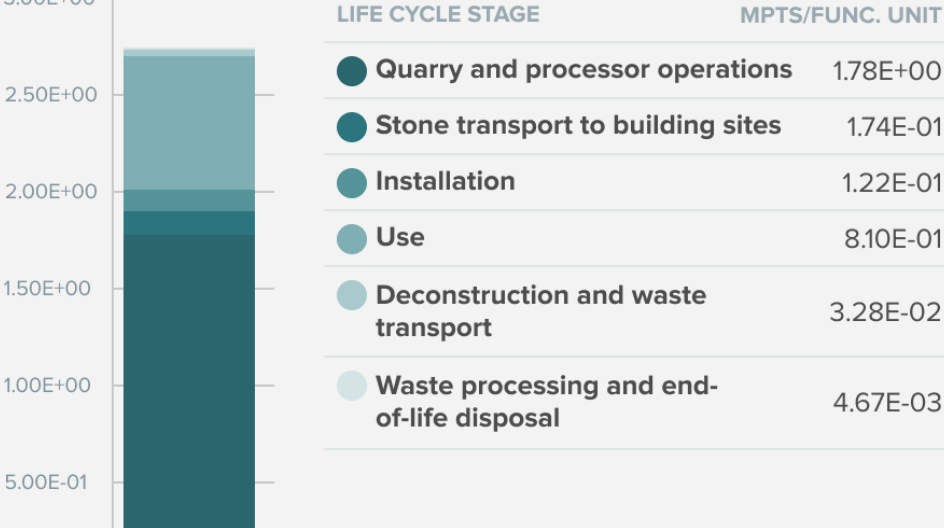 3.00E+00
LIFE CYCLE STAGE MPTS/FUNC. UNIT
Quarry and processor operations 1.78E+00
2.50E+00
Stone transport to building sites 1.74E-01
Installation 1.22E-01
2.00E+00
Use 8.10E-01
1.50E+00
Deconstruction and waste
transport 3.28E-02
1.00E+00
Waste processing and end-
of-life disposal 4.67E-03
5.00E-01